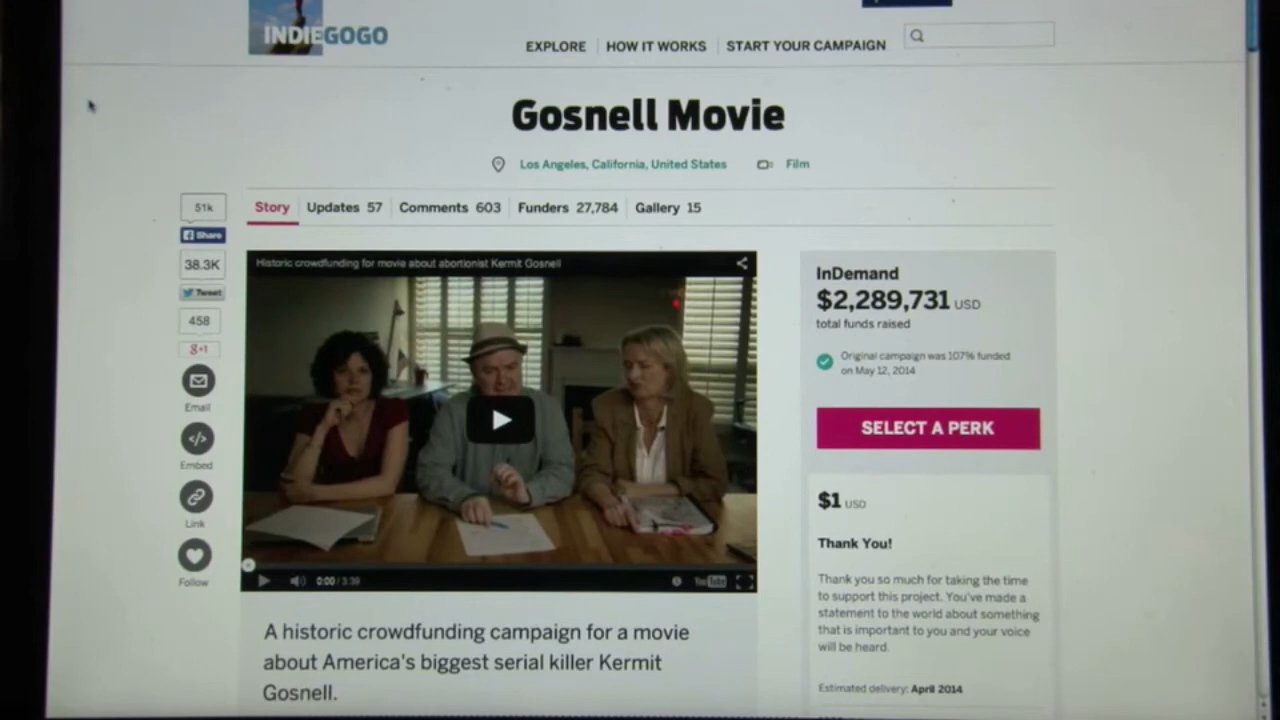 INDIEGOGO
EXPLORE HOW IT WORKS START YOUR CAMPAIGN
Gosnell Movie
Los Angeles, California, United States Film
51k
Share
38.3K
Tweet
458
g+1
Email
Embed
Link
Follow
Story Updates 57 Comments 603 Funders 27,784 Gallery 15
Historic crowdfunding for movie about abortionist Kermit Gosnell
0:00 / 3:39
YouTube
A historic crowdfunding campaign for a movie
about America's biggest serial killer Kermit
Gosnell.
InDemand
$2,289,731 USD
total funds raised
Original campaign was 107% funded
on May 12, 2014
SELECT A PERK
$1 USD
Thank You!
Thank you so much for taking the time
to support this project. You've made a
statement to the world about something
that is important to you and your voice
will be heard.
Estimated delivery: April 2014